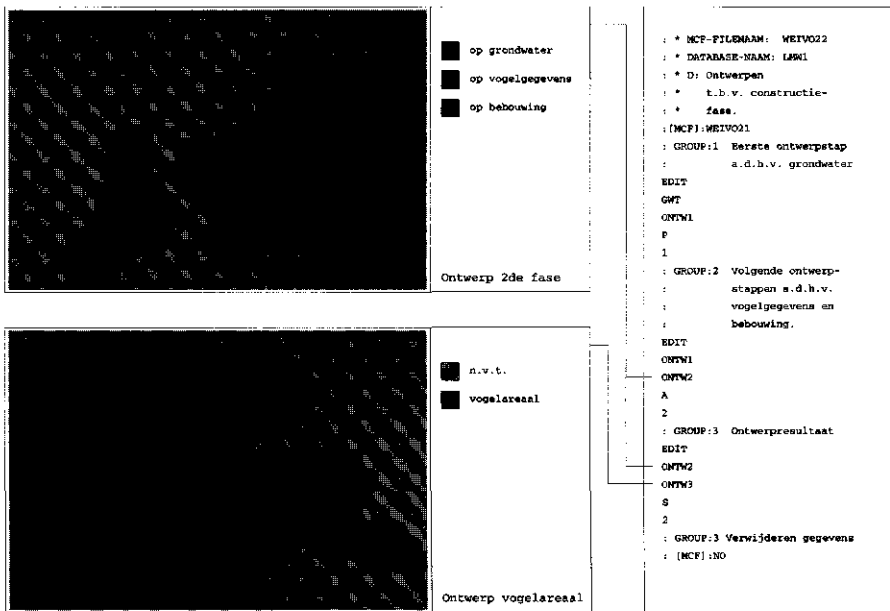 op grondwater
op vogelgegevens
op bebouwing
Ontwerp 2de fase
n.v.t.
vogelareaal
Ontwerp vogelareaal
: * MCF-FILENAAM: WEIVO22
: * DATABASE-NAAM: LMW1
: * D: Ontwerpen
: * t.b.v. constructie-
: * fase.
:[MCF]:WEIVO21
: GROUP:1 Eerste ontwerpstap
: a.d.h.v. grondwater
EDIT
GWT
ONTW1
P
1
: GROUP:2 Volgende ontwerp-
: stappen a.d.h.v.
: vogelgegevens en
: bebouwing.
EDIT
ONTW1
ONTW2
A
2
: GROUP:3 Ontwerpresultaat
EDIT
ONTW2
ONTW3
S
2
: GROUP:3 Verwijderen gegevens
: [MCF]:NO